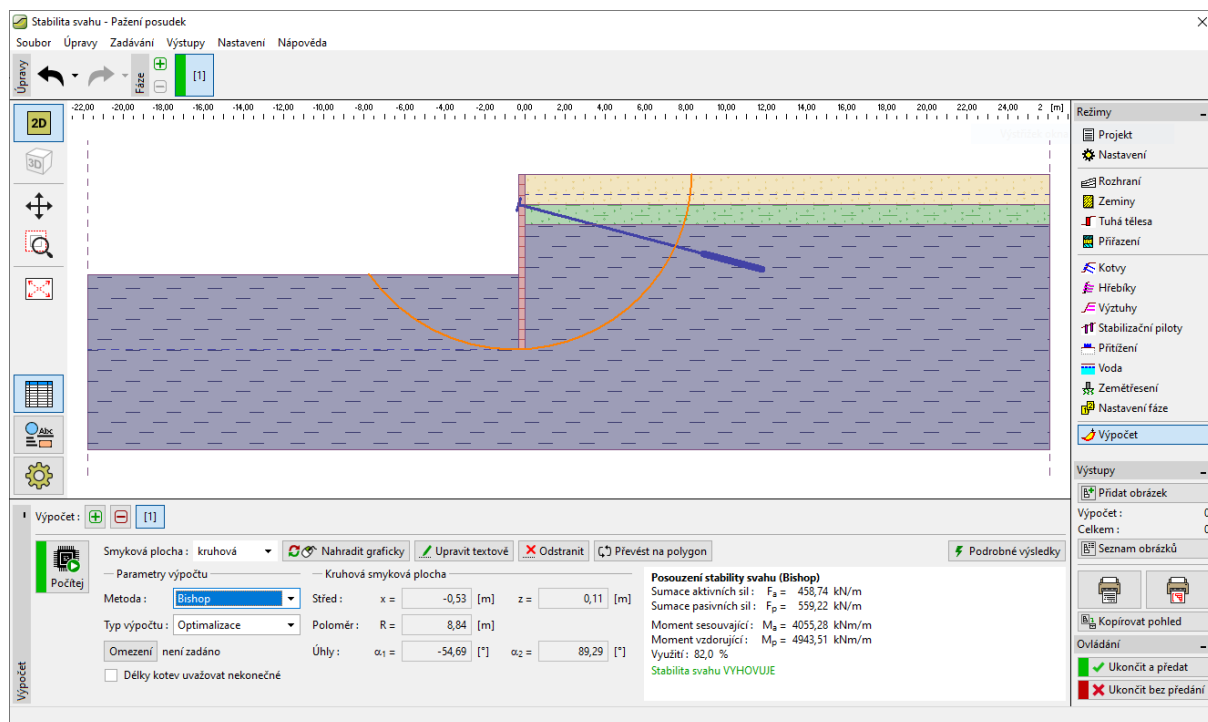 Stabilita svahu - Pažení posudek
Soubor Úpravy Zadávání Výstupy Nastavení Nápověda
Úpravy
Fáze
[1]
-22,00 -20,00 -18,00 -16,00 -14,00 -12,00 -10,00 -8,00 -6,00 -4,00 -2,00 0,00 2,00 4,00 6,00 8,00 10,00 12,00 14,00 16,00 18,00 20,00 22,00 24,00 2 [m]
2D
3D
Abc
Režimy
Projekt
Nastavení
Rozhraní
Zeminy
Tuhá tělesa
Přiřazení
Kotvy
Hřebíky
Výztuhy
Stabilizační piloty
Přitížení
Voda
Zemětřesení
Nastavení fáze
Výpočet
Výstupy
Přidat obrázek
Výpočet : 0
Celkem : 0
Seznam obrázků
Kopírovat pohled
Ovládání
Ukončit a předat
Ukončit bez předání
Výpočet
Výpočet : [1]
Počítej
Smyková plocha : kruhová Nahradit graficky Upravit textově Odstranit Převést na polygon Podrobné výsledky
Parametry výpočtu
Metoda : Bishop
Typ výpočtu : Optimalizace
Omezení není zadáno
Délky kotev uvažovat nekonečné
Kruhová smyková plocha
Střed : x = -0,53 [m] z = 0,11 [m]
Poloměr : R = 8,84 [m]
Úhly : α1 = -54,69 [°] α2 = 89,29 [°]
Posouzení stability svahu (Bishop)
Sumace aktivních sil : Fa = 458,74 kN/m
Sumace pasivních sil : Fp = 559,22 kN/m
Moment sesouvající : Ma = 4055,28 kNm/m
Moment vzdorující : Mp = 4943,51 kNm/m
Využití : 82,0 %
Stabilita svahu VYHOVUJE